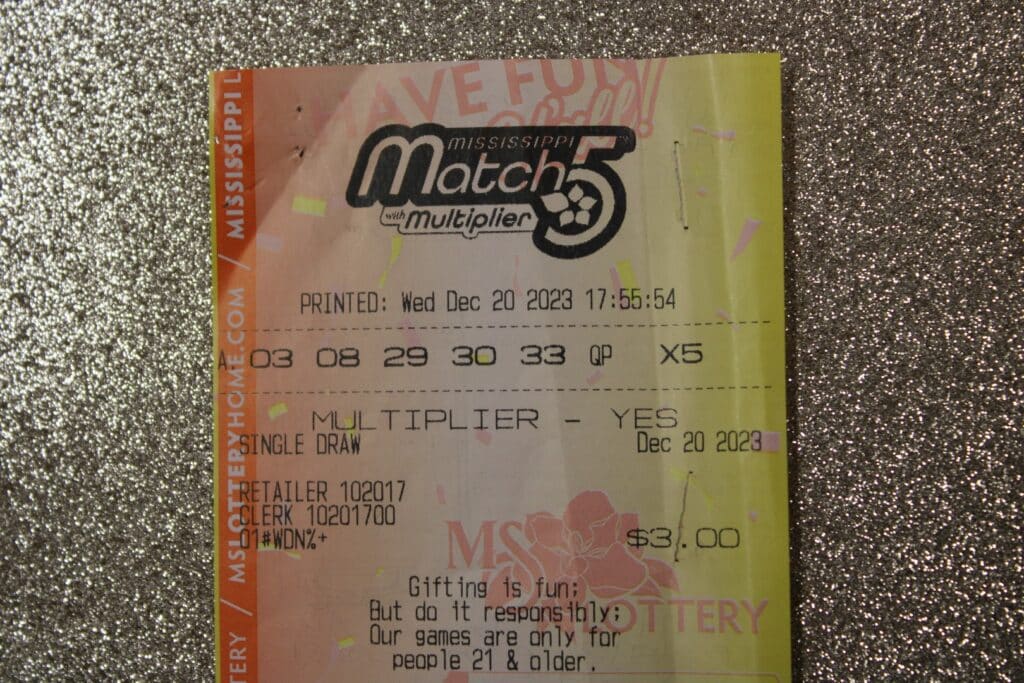 HAVE FUN
Y'all!
MISSISSIPPI
Match 5
with Multiplier
PRINTED: Wed Dec 20 2023 17:55:54
A 03 08 29 30 33 QP X5
MULTIPLIER - YES
SINGLE DRAW Dec 20 2023
RETAILER 102017
CLERK 10201700
01#WDN%+ $3.00
MS
LOTTERY
Gifting is fun;
But do it responsibly;
Our games are only for
people 21 & older.
TERY / MSLOTTERYHOME.COM / MISSISSIPPI L